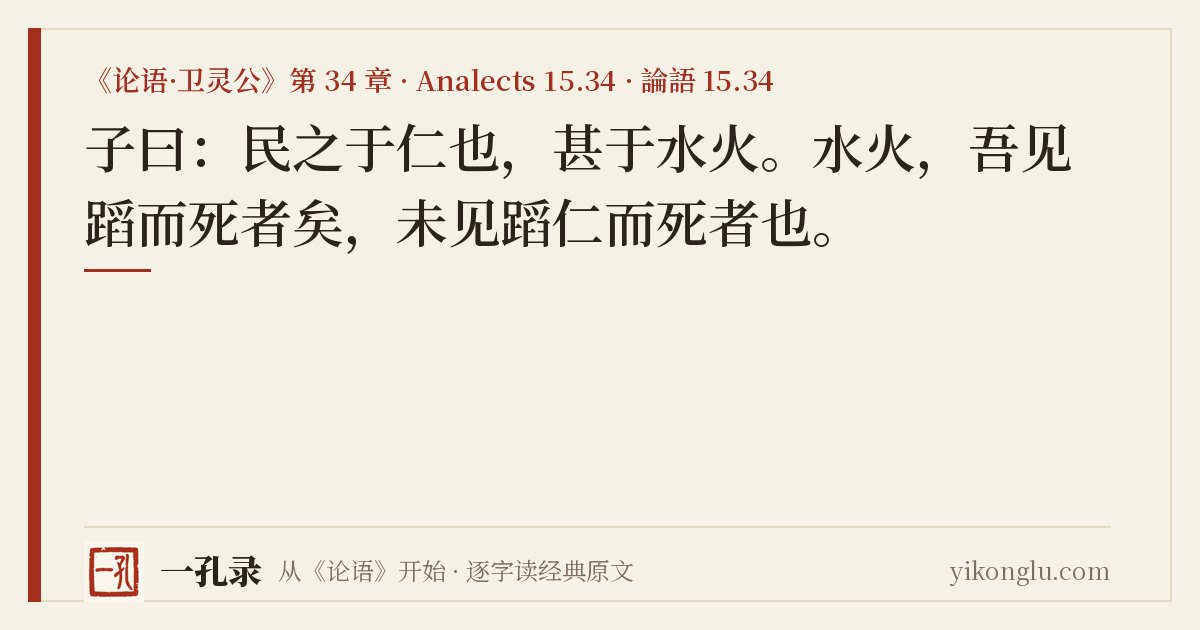 《论语·卫灵公》第 34 章 · Analects 15.34 · 論語 15.34
子曰：民之于仁也，甚于水火。水火，吾见
蹈而死者矣，未见蹈仁而死者也。
一孔
一孔录 从《论语》开始 · 逐字读经典原文 yikonglu.com